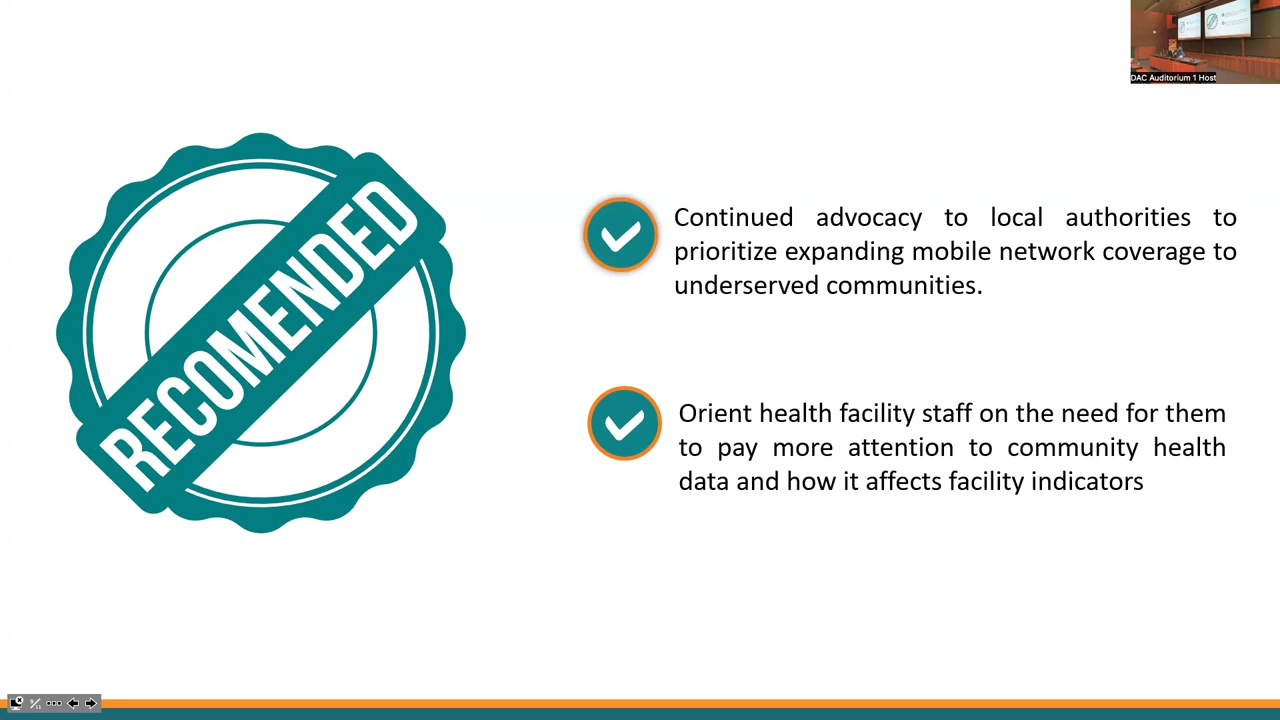 DAC Auditorium 1 Host
RECOMENDED
Continued advocacy to local authorities to
prioritize expanding mobile network coverage to
underserved communities.
Orient health facility staff on the need for them
to pay more attention to community health
data and how it affects facility indicators